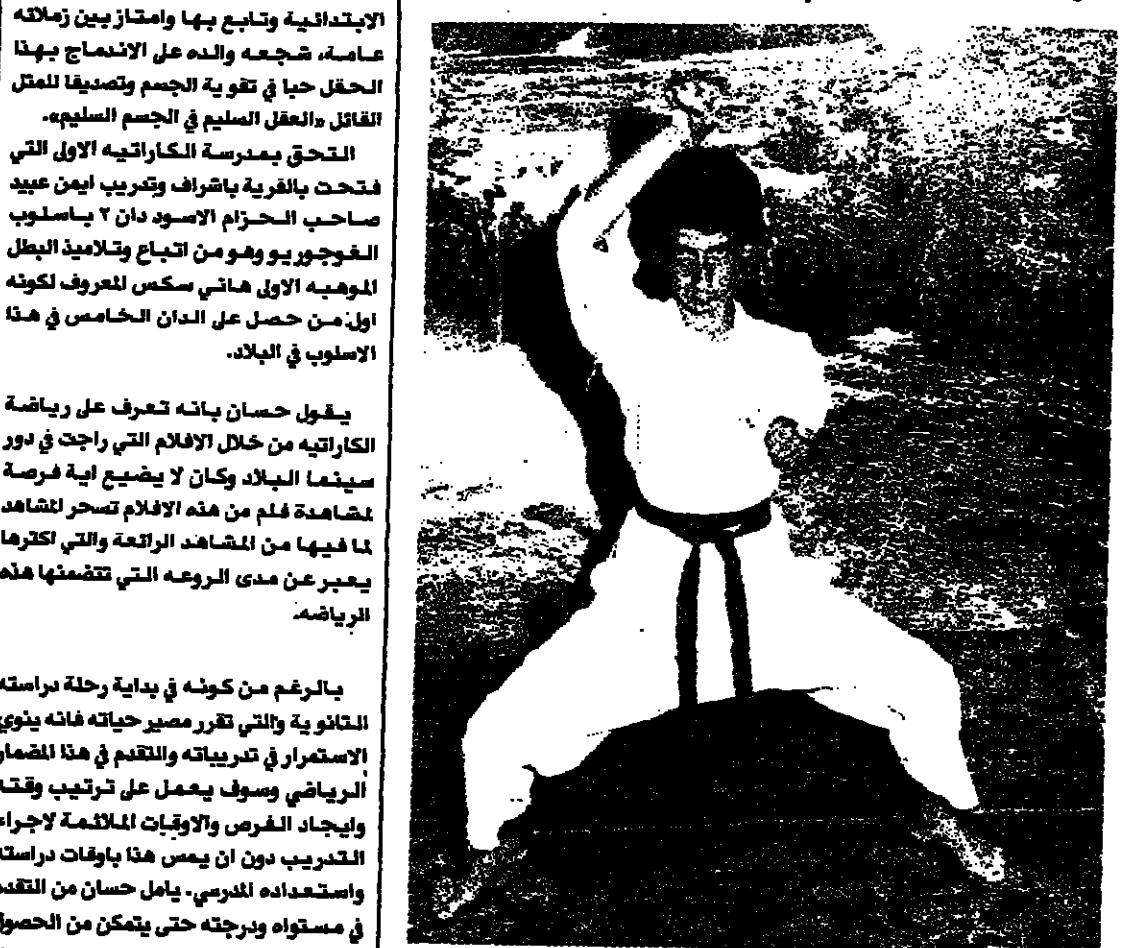 الابتدائية وتابع بها وامتاز بين زملائه
عامة، شجعه والده على الاندماج بهذا
الحقل حبا في تقوية الجسم وتصديقا للمثل
القائل «العقل السليم في الجسم السليم».
التحق بمدرسة الكاراتيه الاولى التي
فتحت بالقرية باشراف وتدريب ايمن عبيد
صاحب الحزام الاسود دان ٢ باسلوب
الغوجوريو وهو من اتباع وتلاميذ البطل
الموهبه الاولى هاني سكس المعروف لكونه
اول من حصل على الدان الخامس في هذا
الاسلوب في البلاد.
يقول حسان بانه تعرف على رياضة
الكاراتيه من خلال الافلام التي راجت في دور
سينما البلاد وكان لا يضيع اية فرصة
لمشاهدة فلم من هذه الافلام تسحر المشاهد
لما فيها من المشاهد الرائعة والتي اكثرها
يعبر عن مدى الروعه التي تتضمنها هذه
الرياضه.
بالرغم من كونه في بداية رحلة دراسته
الثانوية والتي تقرر مصير حياته فانه ينوي
الاستمرار في تدريباته والتقدم في هذا المضمار
الرياضي وسوف يعمل على ترتيب وقته
وايجاد الفرص والاوقات الملائمة لاجراء
التدريب دون ان يمس هذا باوقات دراسته
واستعداده المدرسي. يامل حسان من التقدم
في مستواه ودرجته حتى يتمكن من الحصول